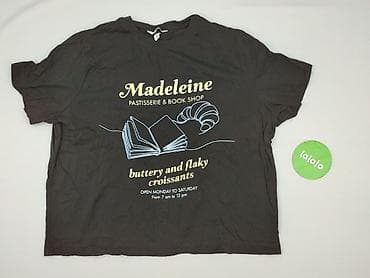 Madeleine
PASTISSERIE & BOOK SHOP
buttery and flaky
croissants
OPEN MONDAY TO SATURDAY
From 7 am to 12 pm
lalafo